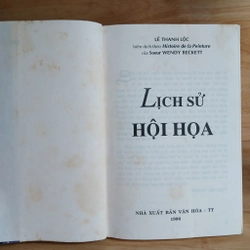 LÊ THANH LỘC
biên dịch theo Histoire de la Peinture
của Soeur WENDY BECKETT
LỊCH SỬ
HỘI HỌA
NHÀ XUẤT BẢN VĂN HÓA - TT